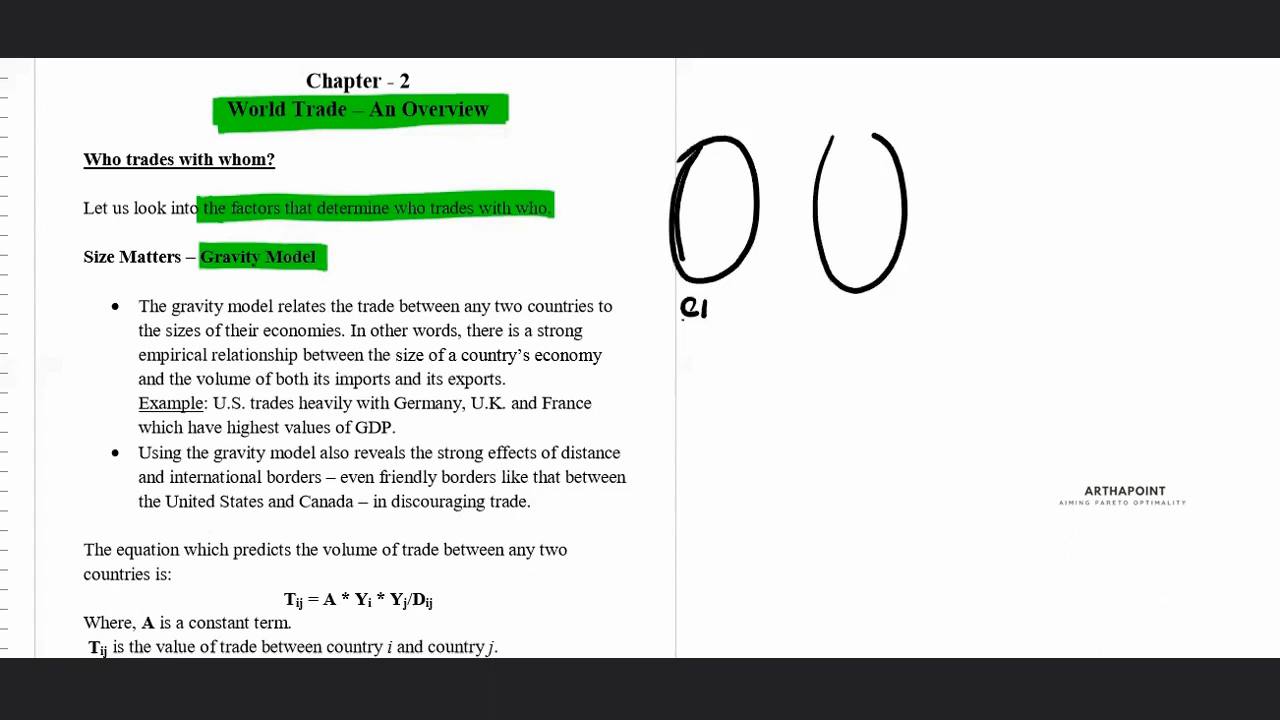 Chapter - 2
World Trade – An Overview
Who trades with whom?
Let us look into the factors that determine who trades with who.
Size Matters – Gravity Model
• The gravity model relates the trade between any two countries to
the sizes of their economies. In other words, there is a strong
empirical relationship between the size of a country’s economy
and the volume of both its imports and its exports.
Example: U.S. trades heavily with Germany, U.K. and France
which have highest values of GDP.
• Using the gravity model also reveals the strong effects of distance
and international borders – even friendly borders like that between
the United States and Canada – in discouraging trade.
The equation which predicts the volume of trade between any two
countries is:
Tij = A * Yi * Yj/Dij
Where, A is a constant term.
Tij is the value of trade between country i and country j.
ARTHAPOINT
AIMING PARETO OPTIMALITY